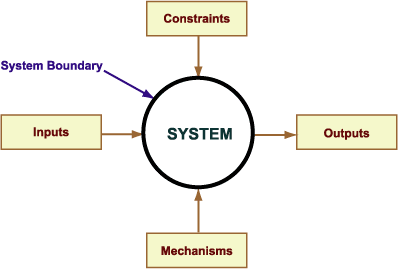 Constraints
System Boundary
Inputs
SYSTEM
Outputs
Mechanisms